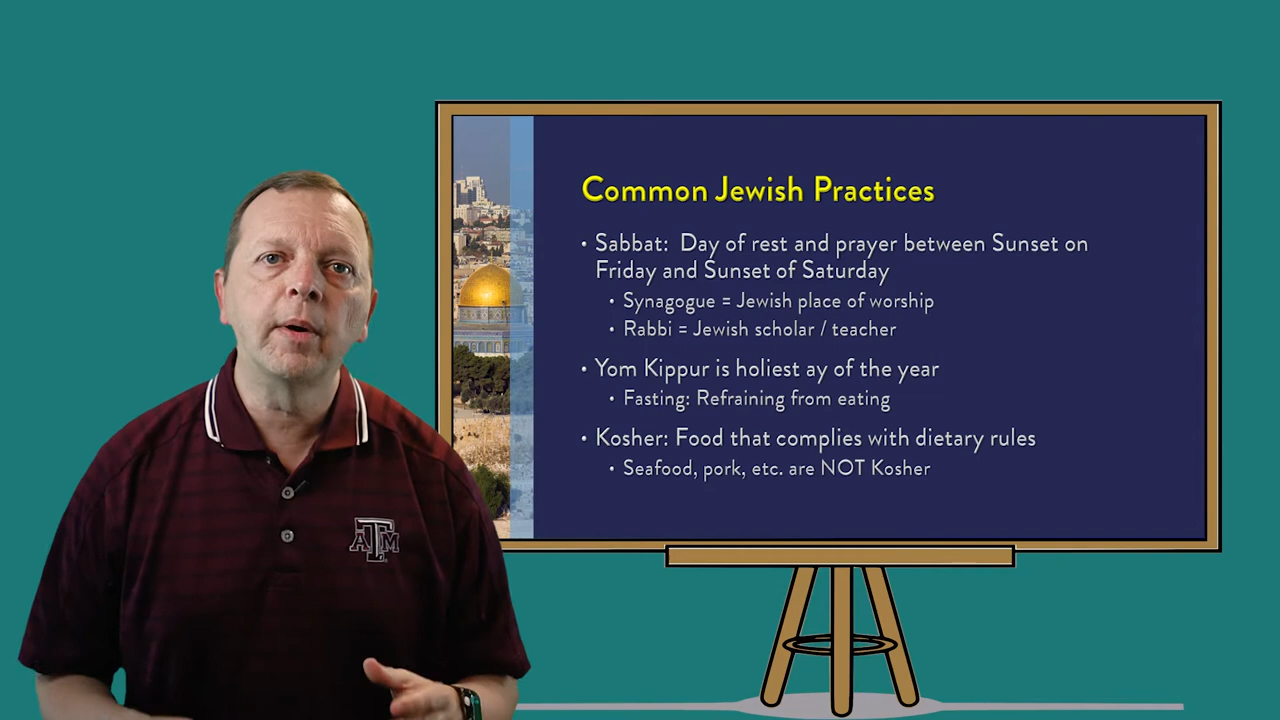 Common Jewish Practices
• Sabbat: Day of rest and prayer between Sunset on
Friday and Sunset of Saturday
• Synagogue = Jewish place of worship
• Rabbi = Jewish scholar / teacher
• Yom Kippur is holiest ay of the year
• Fasting: Refraining from eating
• Kosher: Food that complies with dietary rules
• Seafood, pork, etc. are NOT Kosher
ATM